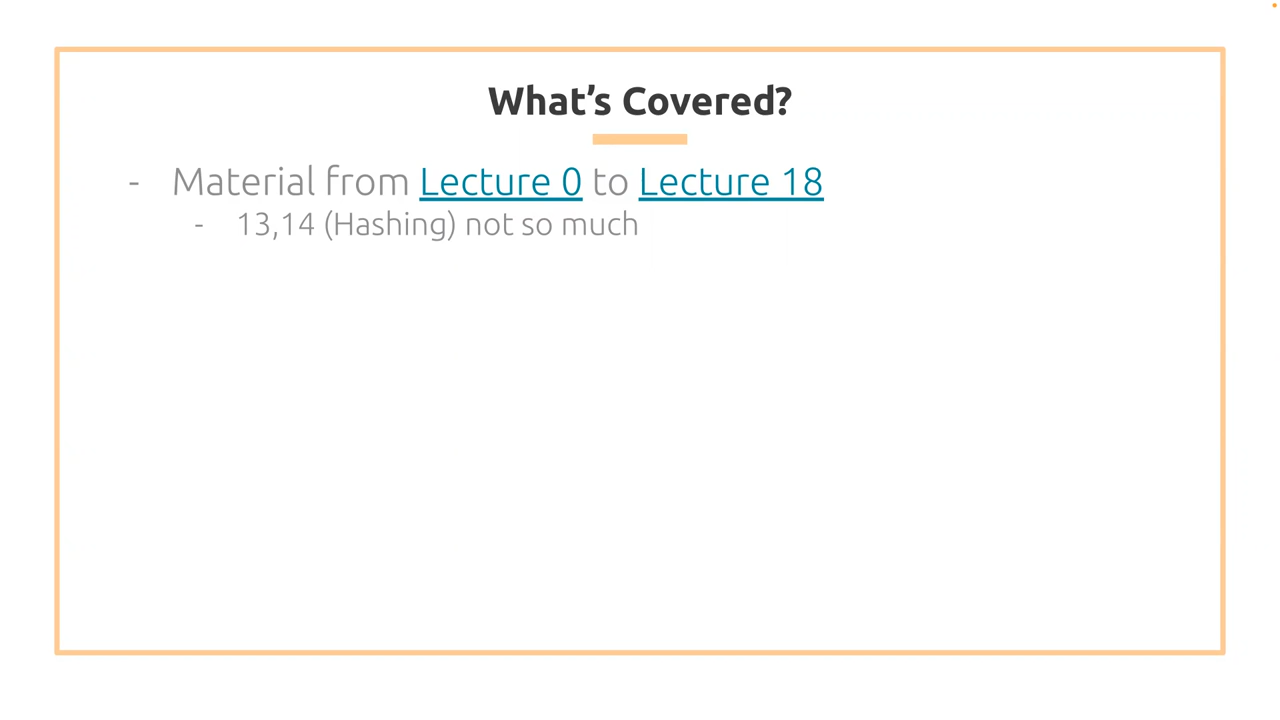 What’s Covered?
- Material from Lecture 0 to Lecture 18
- 13,14 (Hashing) not so much